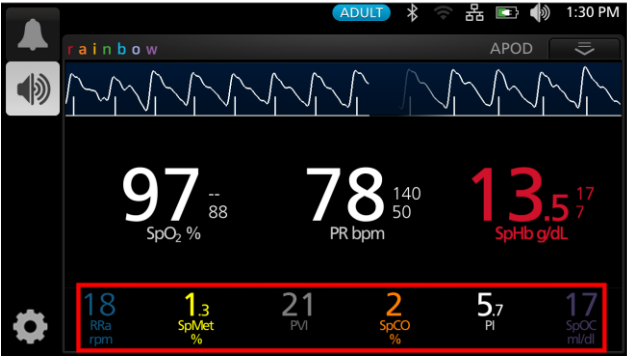 ADULT 1:30 PM
rainbow APOD
97 -- 88 78 140 50 13.5 17 7
SpO₂ % PR bpm SpHb g/dL
18 1.3 21 2 5.7 17
RRa SpMet PVI SpCO PI SpOC
rpm % % ml/dl